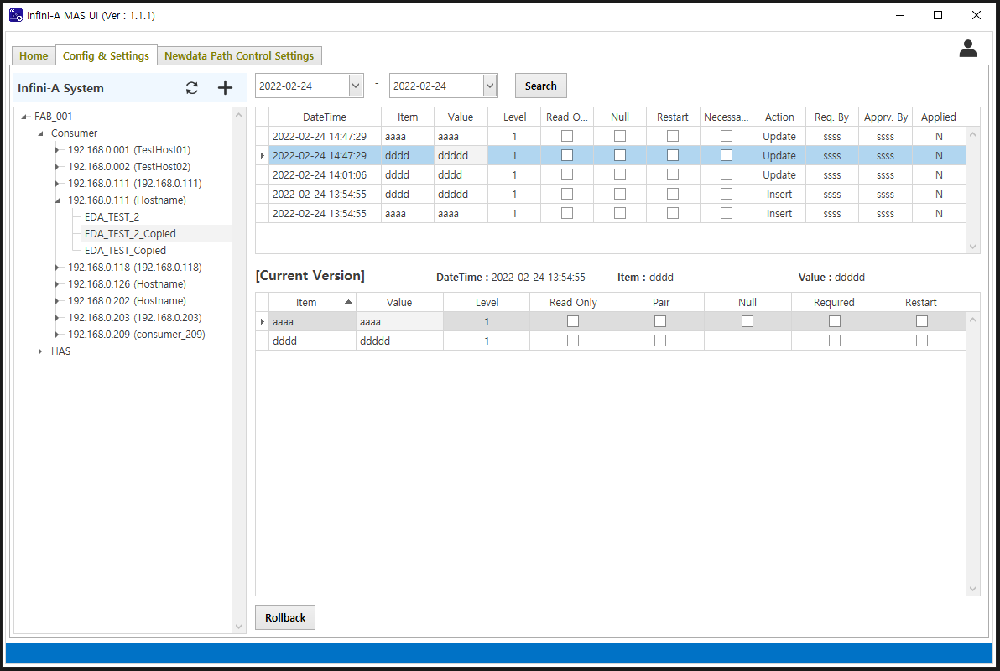 Infini-A MAS UI (Ver : 1.1.1)
Home Config & Settings Newdata Path Control Settings
Infini-A System
FAB_001
Consumer
192.168.0.001 (TestHost01)
192.168.0.002 (TestHost02)
192.168.0.111 (192.168.0.111)
192.168.0.111 (Hostname)
EDA_TEST_2
EDA_TEST_2_Copied
EDA_TEST_Copied
192.168.0.118 (192.168.0.118)
192.168.0.126 (Hostname)
192.168.0.202 (Hostname)
192.168.0.203 (192.168.0.203)
192.168.0.209 (consumer_209)
HAS
2022-02-24 - 2022-02-24 Search
DateTime Item Value Level Read O... Null Restart Necessa... Action Req. By Apprv. By Applied
2022-02-24 14:47:29 aaaa aaaa 1 Update ssss ssss N
2022-02-24 14:47:29 dddd ddddd 1 Update ssss ssss N
2022-02-24 14:01:06 dddd dddd 1 Update ssss ssss N
2022-02-24 13:54:55 dddd ddddd 1 Insert ssss ssss N
2022-02-24 13:54:55 aaaa aaaa 1 Insert ssss ssss N
[Current Version] DateTime : 2022-02-24 13:54:55 Item : dddd Value : ddddd
Item Value Level Read Only Pair Null Required Restart
aaaa aaaa 1
dddd ddddd 1
Rollback